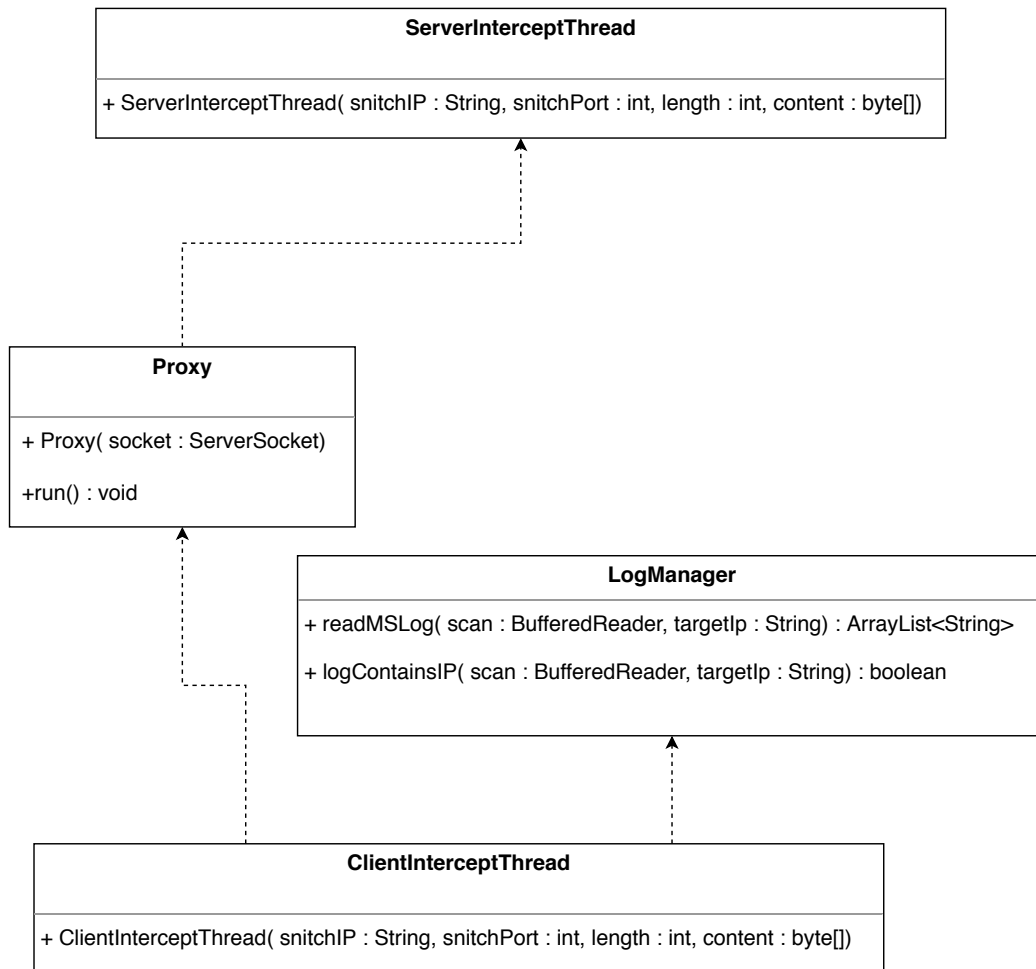 ServerInterceptThread
+ ServerInterceptThread( snitchIP : String, snitchPort : int, length : int, content : byte[])
Proxy
+ Proxy( socket : ServerSocket)
+run() : void
LogManager
+ readMSLog( scan : BufferedReader, targetIp : String) : ArrayList<String>
+ logContainsIP( scan : BufferedReader, targetIp : String) : boolean
ClientInterceptThread
+ ClientInterceptThread( snitchIP : String, snitchPort : int, length : int, content : byte[])